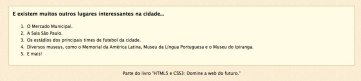 E existem muitos outros lugares interessantes na cidade...
1. O Mercado Municipal.
2. A Sala São Paulo.
3. Os estádios dos principais times de futebol da cidade.
4. Diversos museus, como o Memorial da América Latina, Museu da Língua Portuguesa e o Museu do Ipiranga.
5. E mais!
Parte do livro "HTML5 e CSS3: Domine a web do futuro."